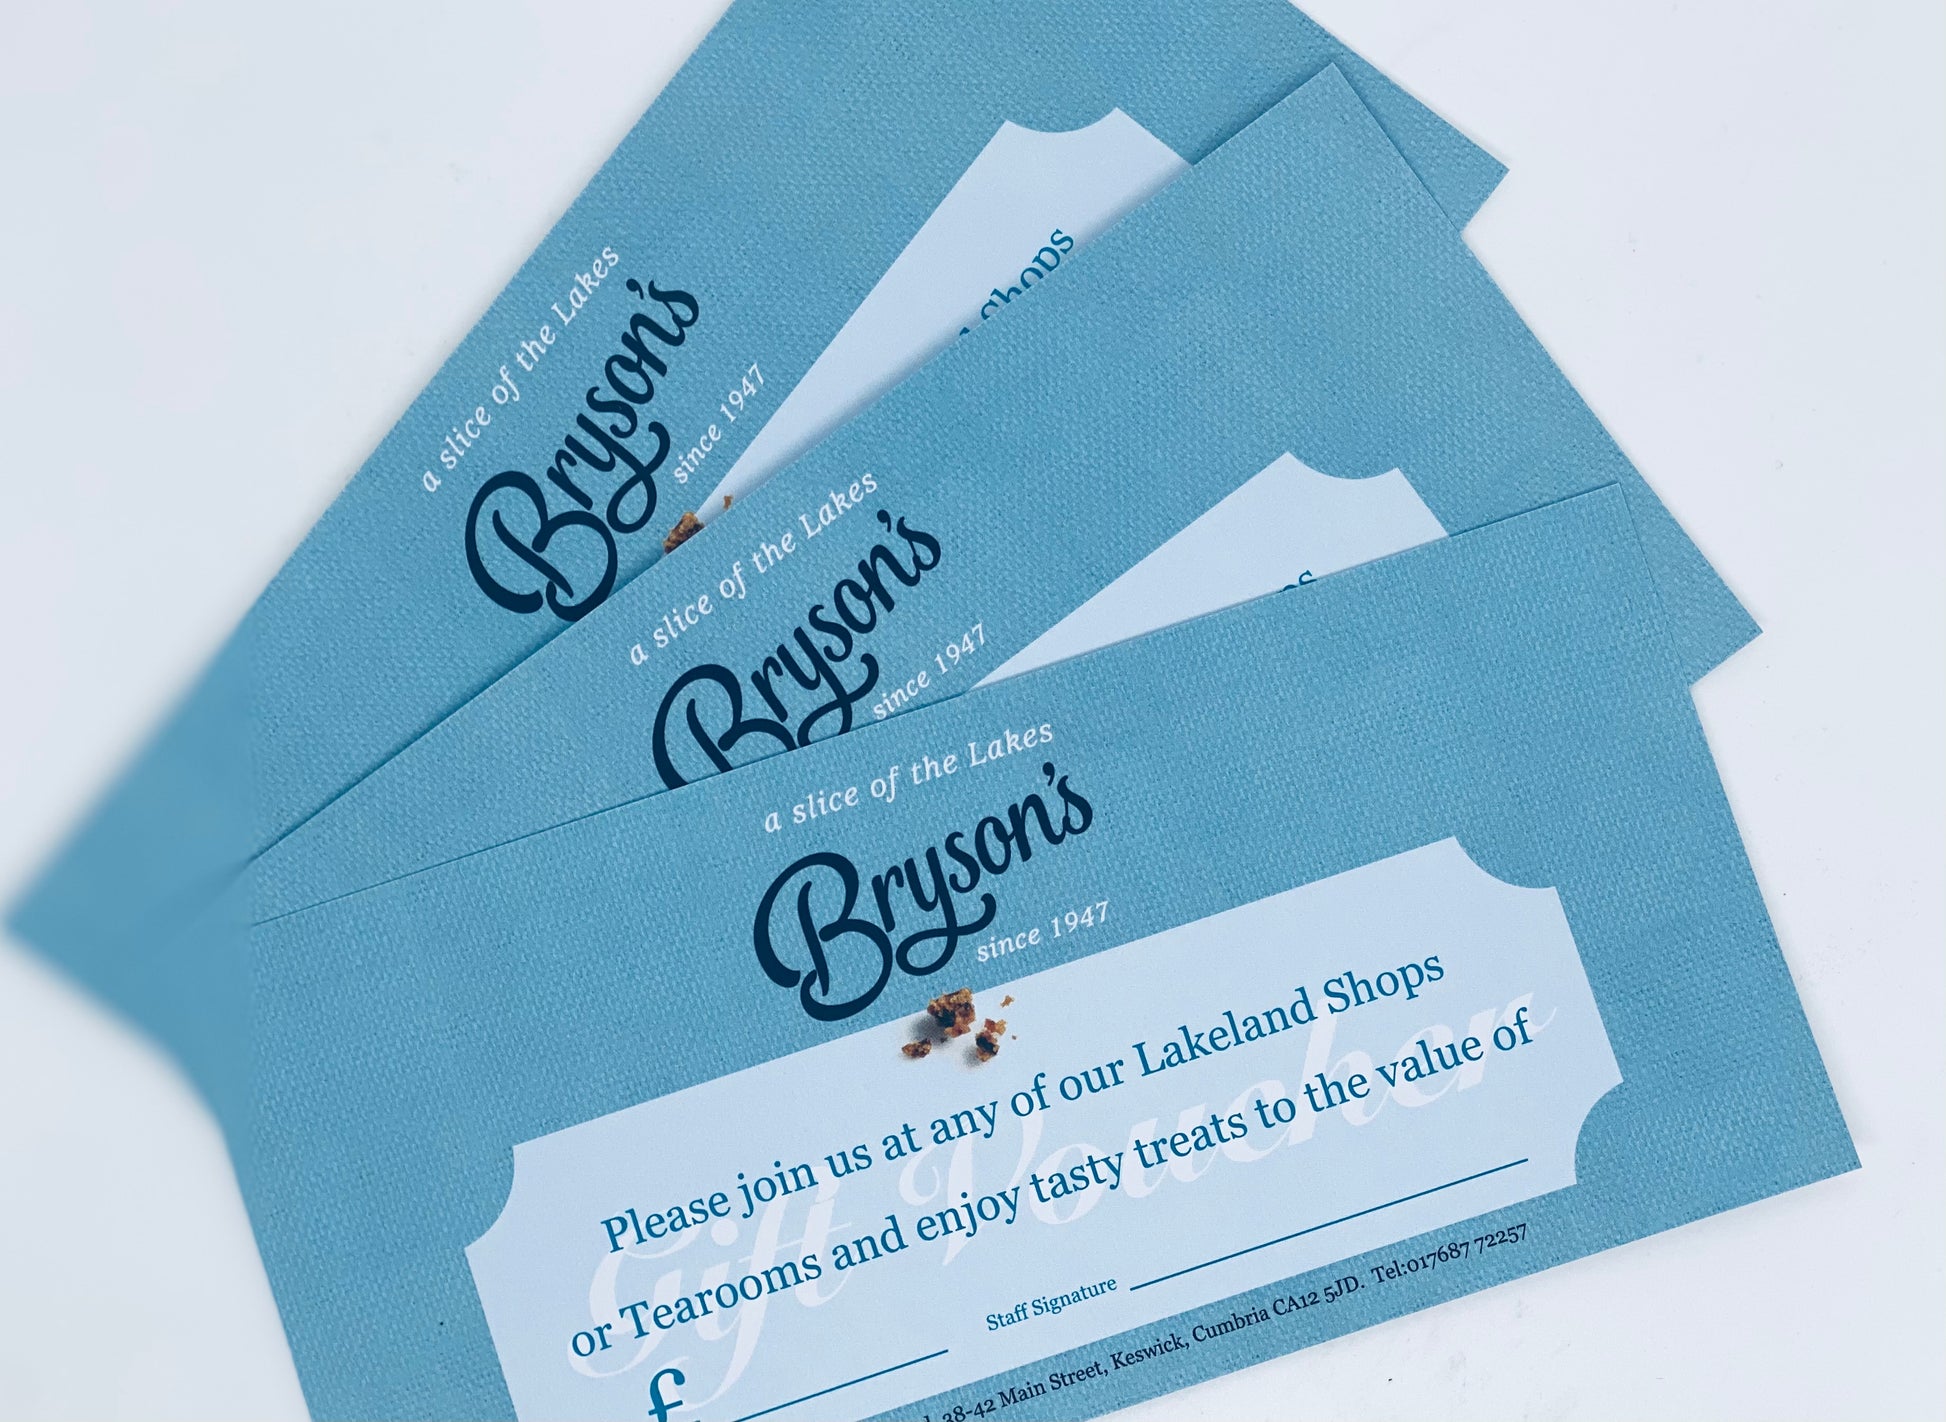 a slice of the Lakes
Bryson's
since 1947
Shops
a slice of the Lakes
Bryson's
since 1947
a slice of the Lakes
Bryson's
since 1947
Gift Voucher
Please join us at any of our Lakeland Shops
or Tearooms and enjoy tasty treats to the value of
£
Staff Signature
38-42 Main Street, Keswick, Cumbria CA12 5JD. Tel:017687 72257